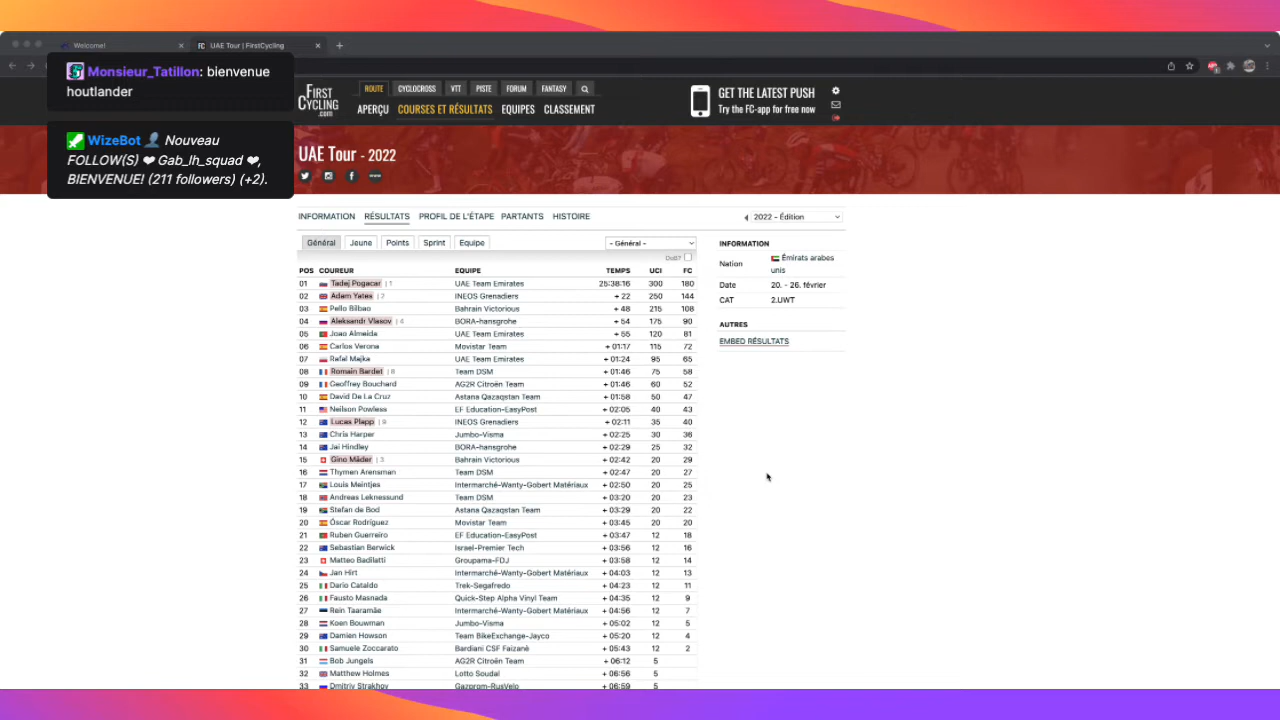 Welcome!
UAE Tour | FirstCycling
Monsieur_Tatillon: bienvenue
houtlander
WizeBot Nouveau
FOLLOW(S) ❤ Gab_lh_squad ❤,
BIENVENUE! (211 followers) (+2).
FIRST CYCLING.com
ROUTE CYCLOCROSS VTT PISTE FORUM FANTASY
APERÇU COURSES ET RÉSULTATS EQUIPES CLASSEMENT
GET THE LATEST PUSH
Try the FC-app for free now
UAE Tour - 2022
INFORMATION RÉSULTATS PROFIL DE L'ÉTAPE PARTANTS HISTOIRE
2022 - Édition
Général Jeune Points Sprint Equipe
- Général -
POS COUREUR EQUIPE TEMPS UCI FC
01 Tadej Pogacar | 1 UAE Team Emirates 25:38:16 300 180
02 Adam Yates | 7 INEOS Grenadiers + 22 250 144
03 Pello Bilbao Bahrain Victorious + 48 215 108
04 Aleksandr Vlasov | 4 BORA-hansgrohe + 54 175 90
05 Joao Almeida UAE Team Emirates + 55 120 81
06 Carlos Verona Movistar Team + 01:17 115 72
07 Rafal Majka UAE Team Emirates + 01:24 95 65
08 Romain Bardet | 8 Team DSM + 01:46 75 58
09 Geoffrey Bouchard AG2R Citroën Team + 01:46 60 52
10 David De La Cruz Astana Qazaqstan Team + 01:58 50 47
11 Neilson Powless EF Education-EasyPost + 02:05 40 43
12 Lucas Plapp | 9 INEOS Grenadiers + 02:11 35 40
13 Chris Harper Jumbo-Visma + 02:25 30 36
14 Jai Hindley BORA-hansgrohe + 02:29 25 32
15 Gino Mäder | 3 Bahrain Victorious + 02:42 20 29
16 Thymen Arensman Team DSM + 02:47 20 27
17 Louis Meintjes Intermarché-Wanty-Gobert Matériaux + 02:50 20 25
18 Andreas Leknessund Team DSM + 03:20 20 23
19 Stefan de Bod Astana Qazaqstan Team + 03:29 20 22
20 Óscar Rodríguez Movistar Team + 03:45 20 20
21 Ruben Guerreiro EF Education-EasyPost + 03:47 12 18
22 Sebastian Berwick Israel-Premier Tech + 03:56 12 16
23 Matteo Badilatti Groupama-FDJ + 03:58 12 14
24 Jan Hirt Intermarché-Wanty-Gobert Matériaux + 04:03 12 13
25 Dario Cataldo Trek-Segafredo + 04:23 12 11
26 Fausto Masnada Quick-Step Alpha Vinyl Team + 04:35 12 9
27 Rein Taaramäe Intermarché-Wanty-Gobert Matériaux + 04:56 12 7
28 Koen Bouwman Jumbo-Visma + 05:02 12 5
29 Damien Howson Team BikeExchange-Jayco + 05:20 12 4
30 Samuele Zoccarato Bardiani CSF Faizanè + 05:43 12 2
31 Bob Jungels AG2R Citroën Team + 06:12 5
32 Matthew Holmes Lotto Soudal + 06:56 5
33 Dmitriy Strakhov Gazprom-RusVelo + 06:59 5
INFORMATION
Nation Émirats arabes
unis
Date 20. - 26. février
CAT 2.UWT
AUTRES
EMBED RÉSULTATS